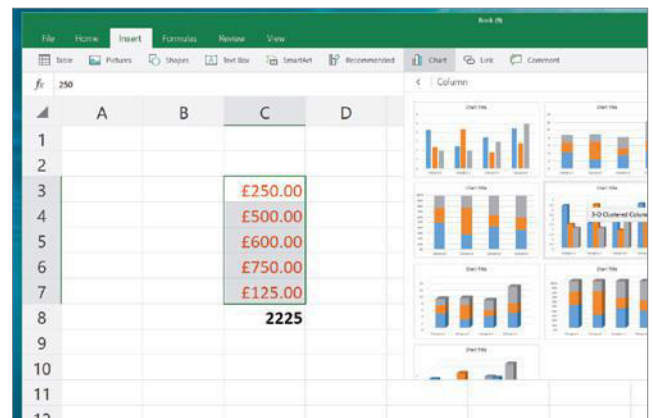 Book (9)
File Home Insert Formulas Review View
Table Pictures Shapes Text Box SmartArt Recommended Chart Link Comment
fx 250
Column
A B C D
1
2
3 £250.00
4 £500.00
5 £600.00
6 £750.00
7 £125.00
8 2225
9
10
11
Chart Title Chart Title
Chart Title Chart Title
3-D Clustered Column
Chart Title Chart Title
Chart Title